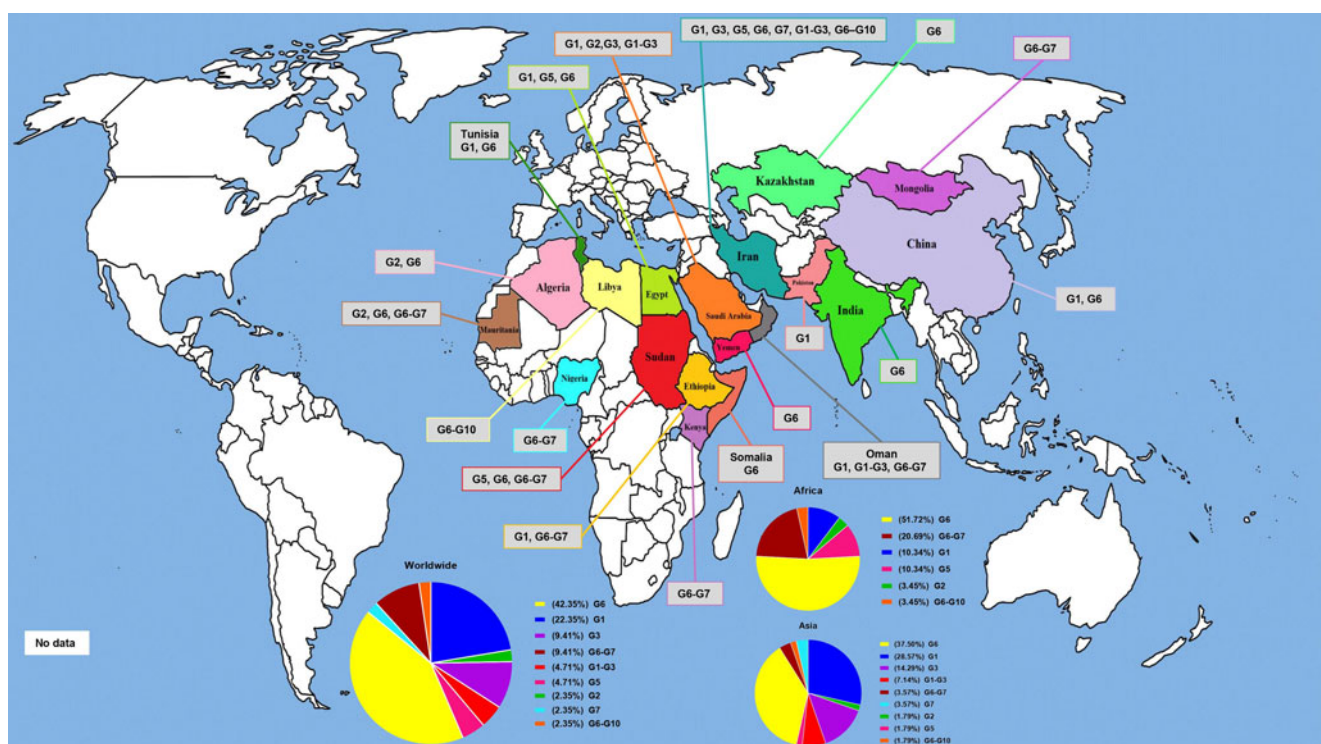 G1, G3, G5, G6, G7, G1-G3, G6–G10
G6
G1, G2,G3, G1-G3
G6-G7
G1, G5, G6
Tunisia
G1, G6
Kazakhstan
Mongolia
China
Iran
G2, G6
Algeria
Libya
Egypt
Pakistan
India
Saudi Arabia
G1, G6
G2, G6, G6-G7
Mauritania
G1
Yemen
Sudan
G6
Nigeria
Ethiopia
G6-G10
G6-G7
Kenya
G6
Somalia
G6
Oman
G1, G1-G3, G6-G7
G5, G6, G6-G7
G1, G6-G7
G6-G7
Africa
(51.72%) G6
(20.69%) G6-G7
(10.34%) G1
(10.34%) G5
(3.45%) G2
(3.45%) G6-G10
Worldwide
(42.35%) G6
(22.35%) G1
(9.41%) G3
(9.41%) G6-G7
(4.71%) G1-G3
(4.71%) G5
(2.35%) G2
(2.35%) G7
(2.35%) G6-G10
Asia
(37.50%) G6
(28.57%) G1
(14.29%) G3
(7.14%) G1-G3
(3.57%) G6-G7
(3.57%) G7
(1.79%) G2
(1.79%) G5
(1.79%) G6-G10
No data